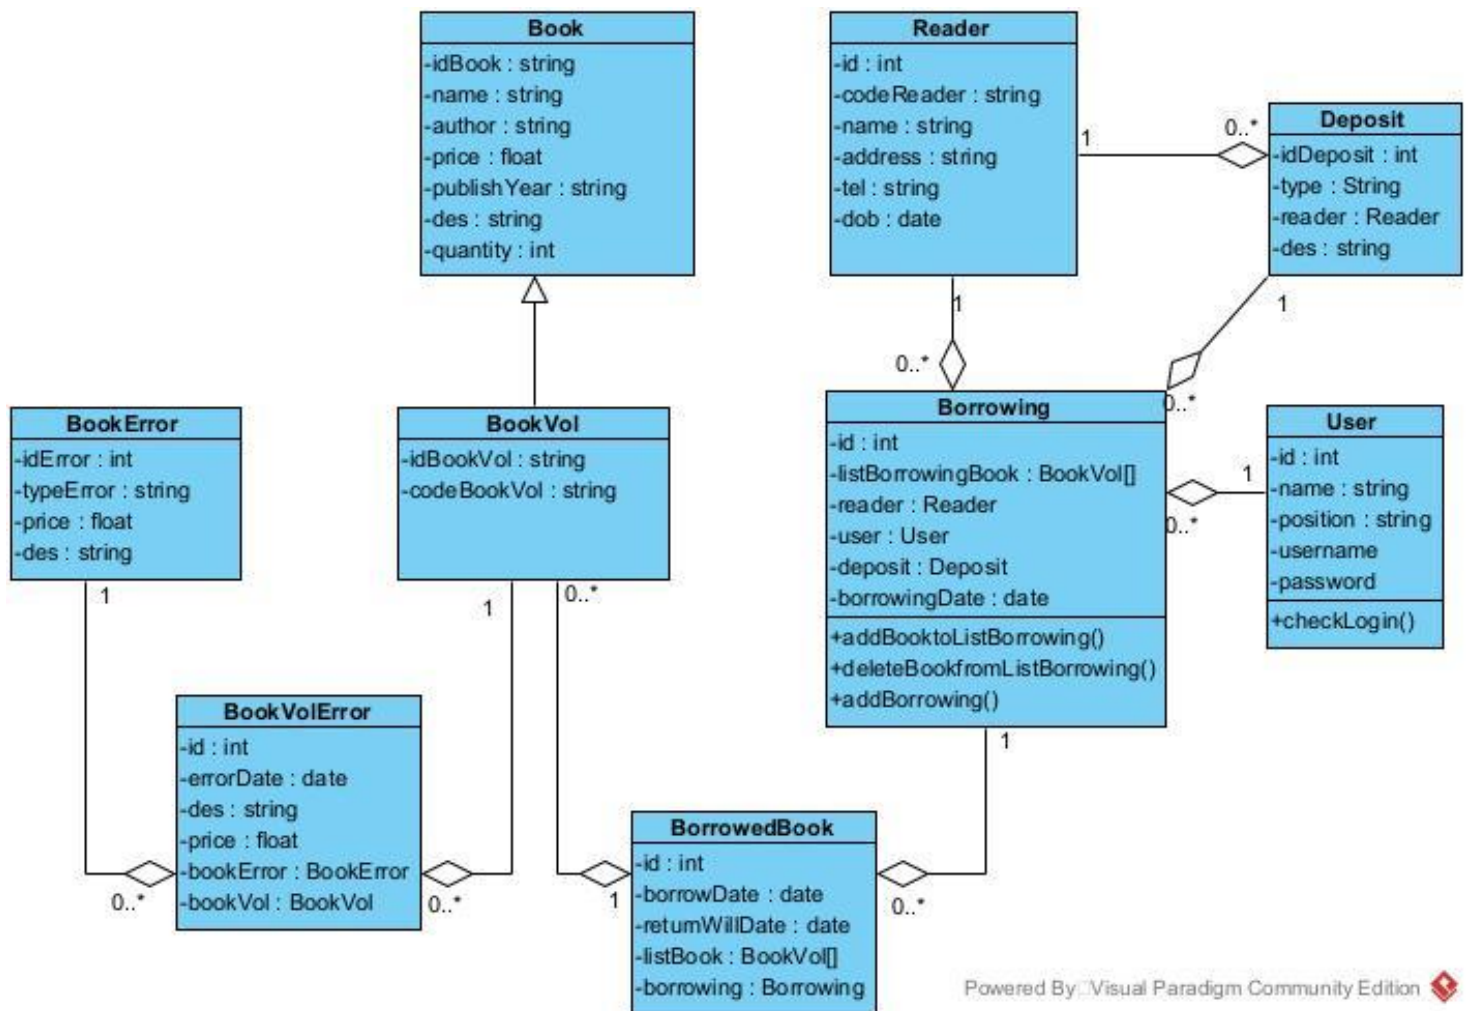 Book
-idBook : string
-name : string
-author : string
-price : float
-publishYear : string
-des : string
-quantity : int
Reader
-id : int
-codeReader : string
-name : string
-address : string
-tel : string
-dob : date
1
0..*
Deposit
-idDeposit : int
-type : String
-reader : Reader
-des : string
1
0..*
1
0..*
BookError
-idError : int
-typeError : string
-price : float
-des : string
1
BookVol
-idBookVol : string
-codeBookVol : string
1
0..*
Borrowing
-id : int
-listBorrowingBook : BookVol[]
-reader : Reader
-user : User
-deposit : Deposit
-borrowingDate : date
+addBooktoListBorrowing()
+deleteBookfromListBorrowing()
+addBorrowing()
1
0..*
1
User
-id : int
-name : string
-position : string
-username
-password
+checkLogin()
BookVolError
-id : int
-errorDate : date
-des : string
-price : float
-bookError : BookError
-bookVol : BookVol
0..*
0..*
BorrowedBook
-id : int
-borrowDate : date
-returnWillDate : date
-listBook : BookVol[]
-borrowing : Borrowing
1
0..*
Powered By Visual Paradigm Community Edition